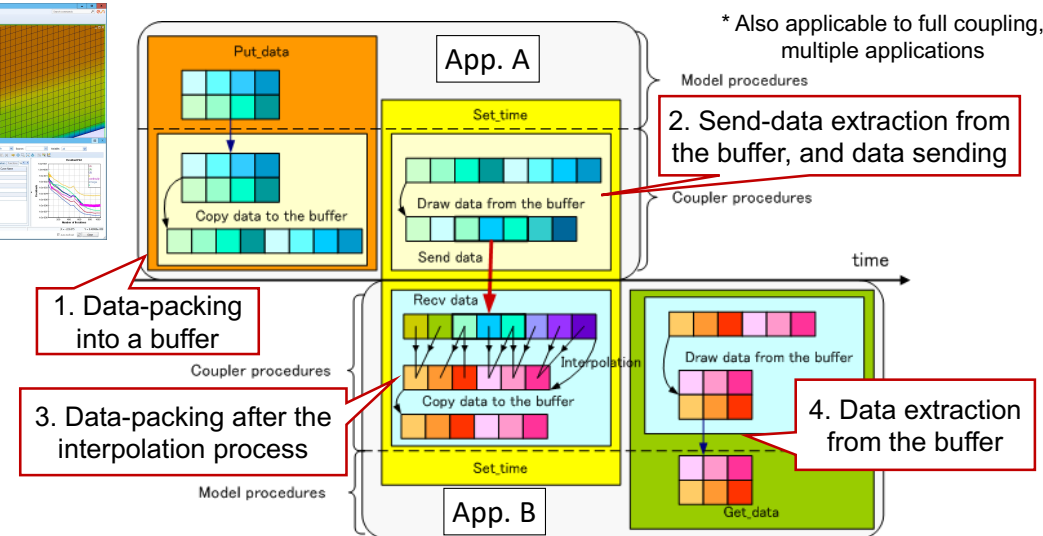 * Also applicable to full coupling,
multiple applications
Put_data
App. A
Model procedures
Set_time
2. Send-data extraction from
the buffer, and data sending
Copy data to the buffer
Draw data from the buffer
Coupler procedures
Send data
time
1. Data-packing
into a buffer
Recv data
Draw data from the buffer
Interpolation
Coupler procedures
Copy data to the buffer
3. Data-packing after the
interpolation process
4. Data extraction
from the buffer
Set_time
Model procedures
App. B
Get_data